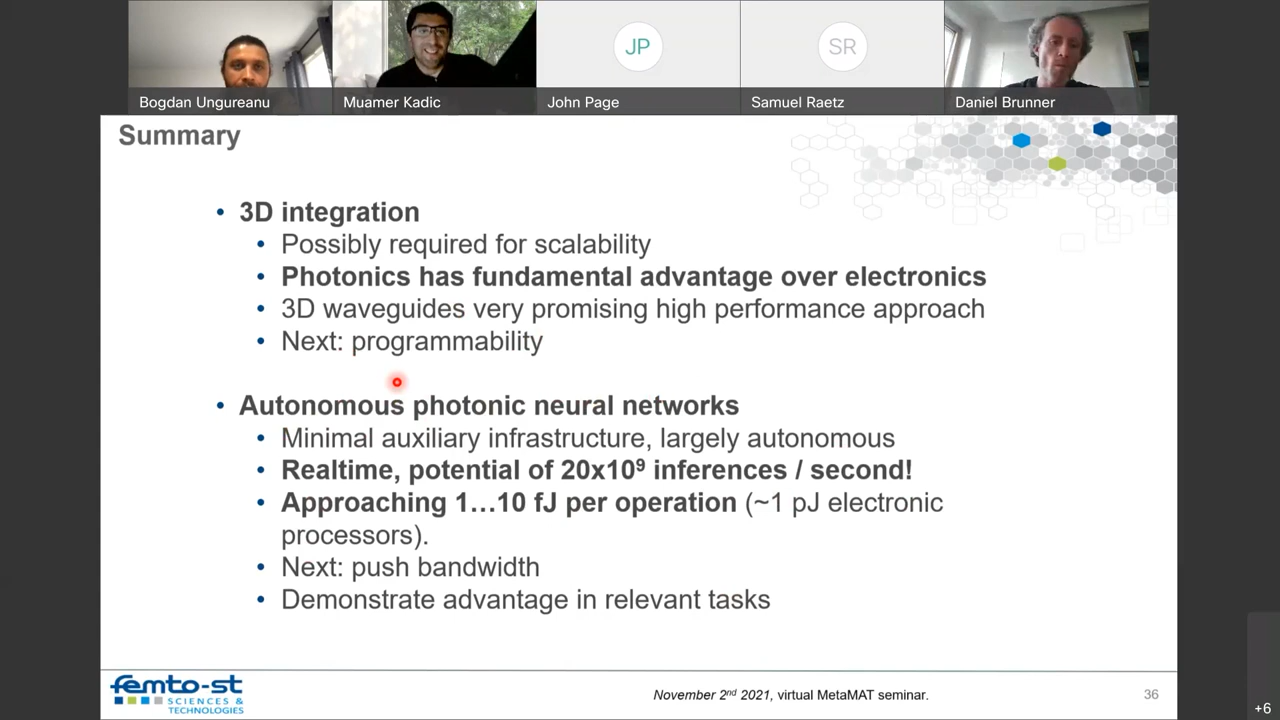 JP
SR
Bogdan Ungureanu
Muamer Kadic
John Page
Samuel Raetz
Daniel Brunner
Summary
• 3D integration
• Possibly required for scalability
• Photonics has fundamental advantage over electronics
• 3D waveguides very promising high performance approach
• Next: programmability
• Autonomous photonic neural networks
• Minimal auxiliary infrastructure, largely autonomous
• Realtime, potential of 20x10⁹ inferences / second!
• Approaching 1…10 fJ per operation (~1 pJ electronic
processors).
• Next: push bandwidth
• Demonstrate advantage in relevant tasks
femto-st
SCIENCES &
TECHNOLOGIES
November 2nd 2021, virtual MetaMAT seminar.
36
+6